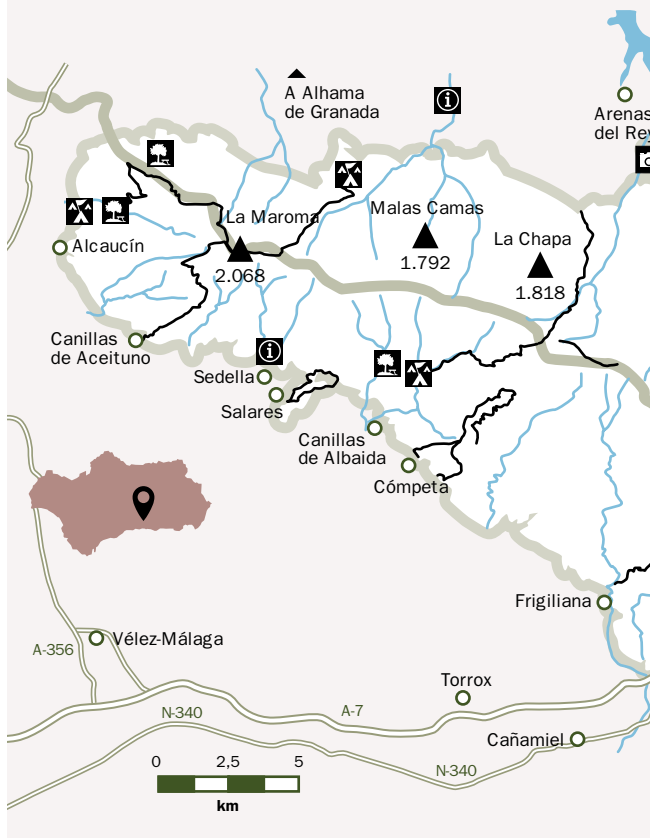 A Alhama
de Granada
Arenas
del Rey
La Maroma
2.068
Malas Camas
1.792
La Chapa
1.818
Alcaucín
Canillas
de Aceituno
Sedella
Salares
Canillas
de Albaida
Cómpeta
Frigiliana
Vélez-Málaga
A-356
Torrox
A-7
N-340
Cañamiel
N-340
0 2,5 5
km